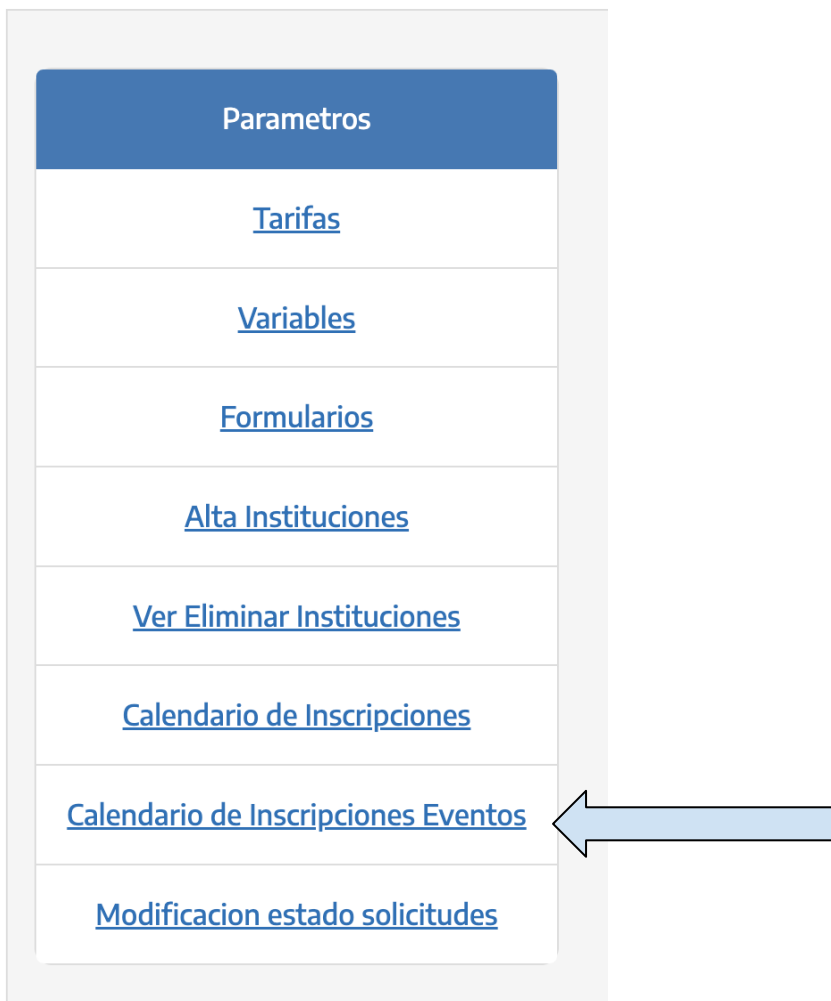 Parametros
Tarifas
Variables
Formularios
Alta Instituciones
Ver Eliminar Instituciones
Calendario de Inscripciones
Calendario de Inscripciones Eventos
Modificacion estado solicitudes